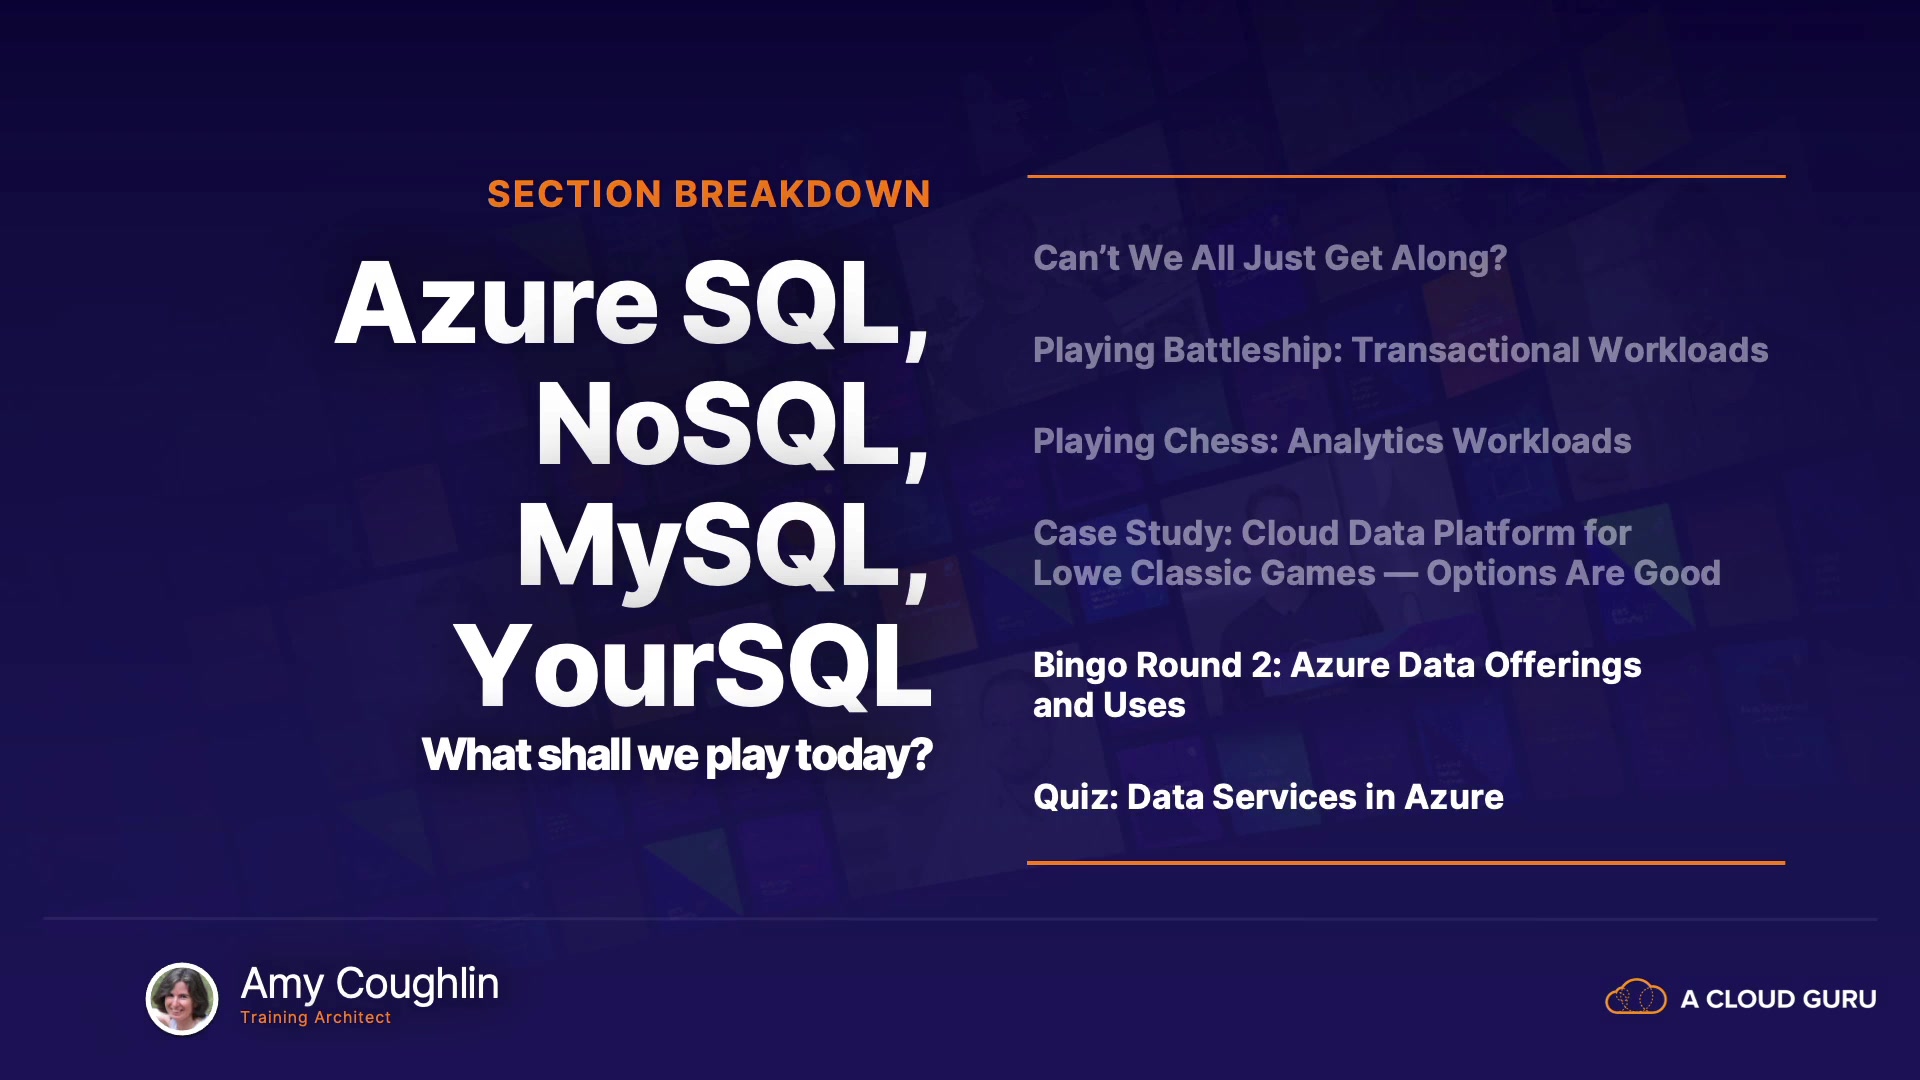 SECTION BREAKDOWN
Azure SQL,
NoSQL,
MySQL,
YourSQL
What shall we play today?
Can’t We All Just Get Along?
Playing Battleship: Transactional Workloads
Playing Chess: Analytics Workloads
Case Study: Cloud Data Platform for
Lowe Classic Games — Options Are Good
Bingo Round 2: Azure Data Offerings
and Uses
Quiz: Data Services in Azure
Amy Coughlin
Training Architect
A CLOUD GURU